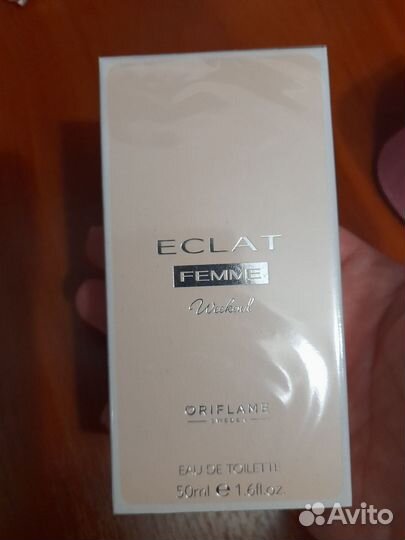 ECLAT
FEMME
Weekend
ORIFLAME
SWEDEN
EAU DE TOILETTE
50ml e 1.6fl.oz.
Avito